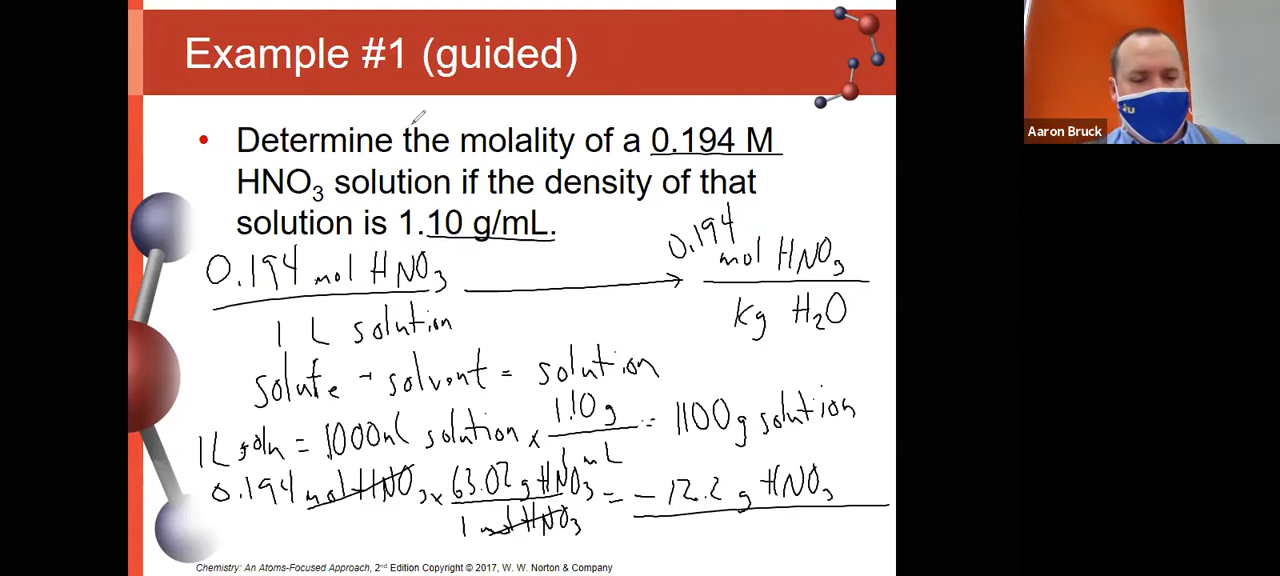 Example #1 (guided)
• Determine the molality of a 0.194 M
HNO₃ solution if the density of that
solution is 1.10 g/mL.
0.194 mol HNO₃
1 L solution
0.194
mol HNO₃
kg H₂O
solute - solvent = solution
1L soln = 1000mL solution × 1.10 g / 1 mL = 1100g solution
0.194 mol HNO₃ × 63.02 g HNO₃ / 1 mol HNO₃ = - 12.2 g HNO₃
Chemistry: An Atoms-Focused Approach, 2nd Edition Copyright © 2017, W. W. Norton & Company
Aaron Bruck